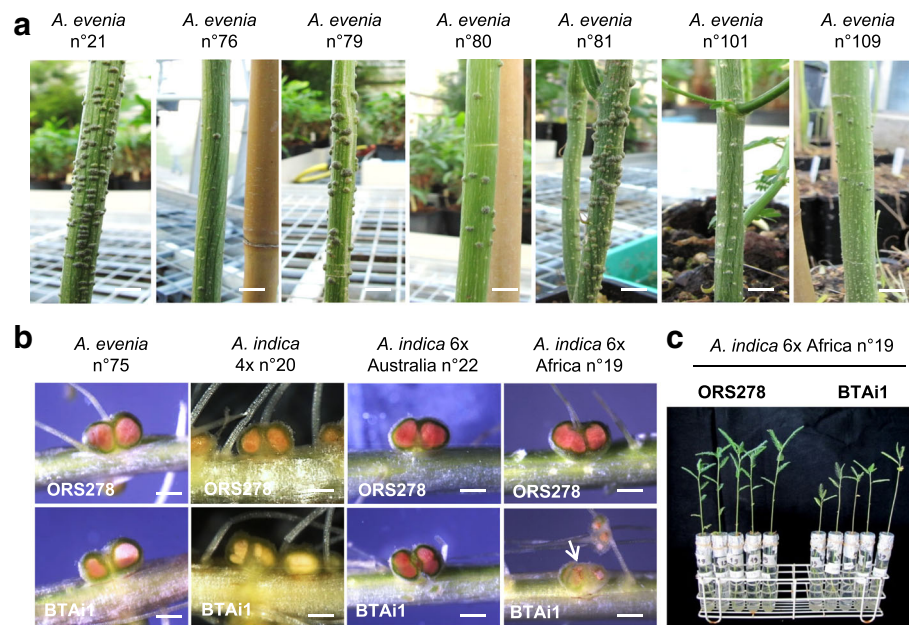 a
A. evenia
n°21
A. evenia
n°76
A. evenia
n°79
A. evenia
n°80
A. evenia
n°81
A. evenia
n°101
A. evenia
n°109
b
A. evenia
n°75
A. indica
4x n°20
A. indica 6x
Australia n°22
A. indica 6x
Africa n°19
ORS278
ORS278
ORS278
ORS278
BTAi1
BTAi1
BTAi1
BTAi1
c
A. indica 6x Africa n°19
ORS278
BTAi1